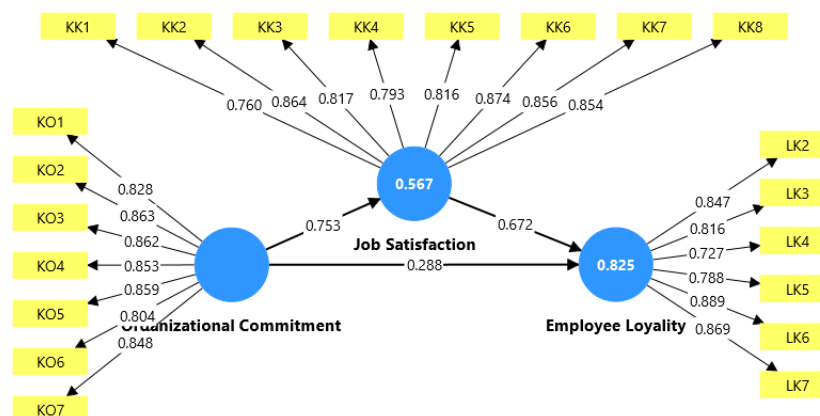 KK1 KK2 KK3 KK4 KK5 KK6 KK7 KK8
0.760 0.864 0.817 0.793 0.816 0.874 0.856 0.854
KO1
KO2
KO3
KO4
KO5
KO6
KO7
0.828
0.863
0.862
0.853
0.859
0.804
0.848
Organizational Commitment
0.753
0.567
Job Satisfaction
0.672
0.288
0.825
Employee Loyality
0.847
0.816
0.727
0.788
0.889
0.869
LK2
LK3
LK4
LK5
LK6
LK7